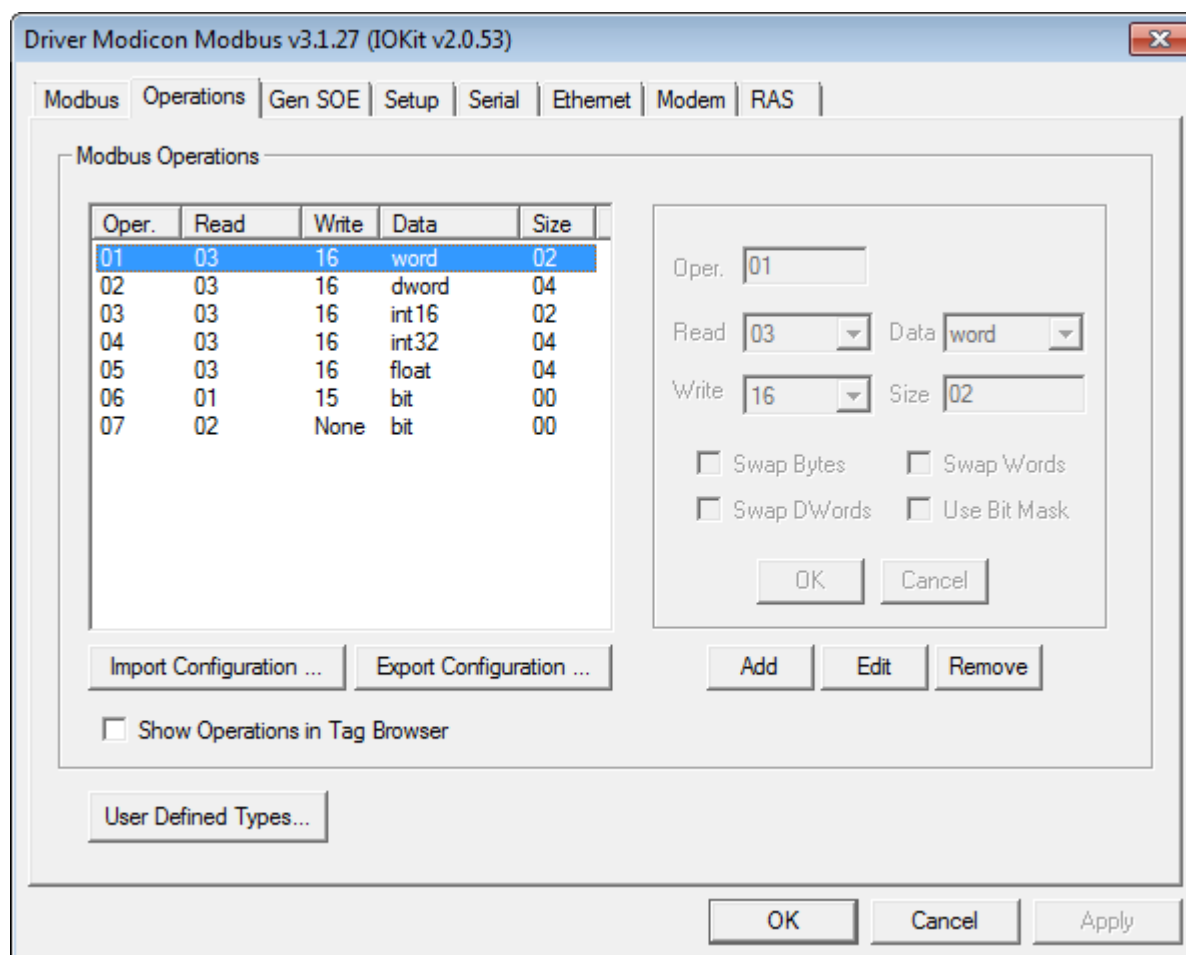 Driver Modicon Modbus v3.1.27 (IOKit v2.0.53)
Modbus Operations Gen SOE Setup Serial Ethernet Modem RAS
Modbus Operations
Oper. Read Write Data Size
01 03 16 word 02
02 03 16 dword 04
03 03 16 int16 02
04 03 16 int32 04
05 03 16 float 04
06 01 15 bit 00
07 02 None bit 00
Oper. 01
Read 03 Data word
Write 16 Size 02
Swap Bytes Swap Words
Swap DWords Use Bit Mask
OK Cancel
Import Configuration ... Export Configuration ... Add Edit Remove
Show Operations in Tag Browser
User Defined Types...
OK Cancel Apply